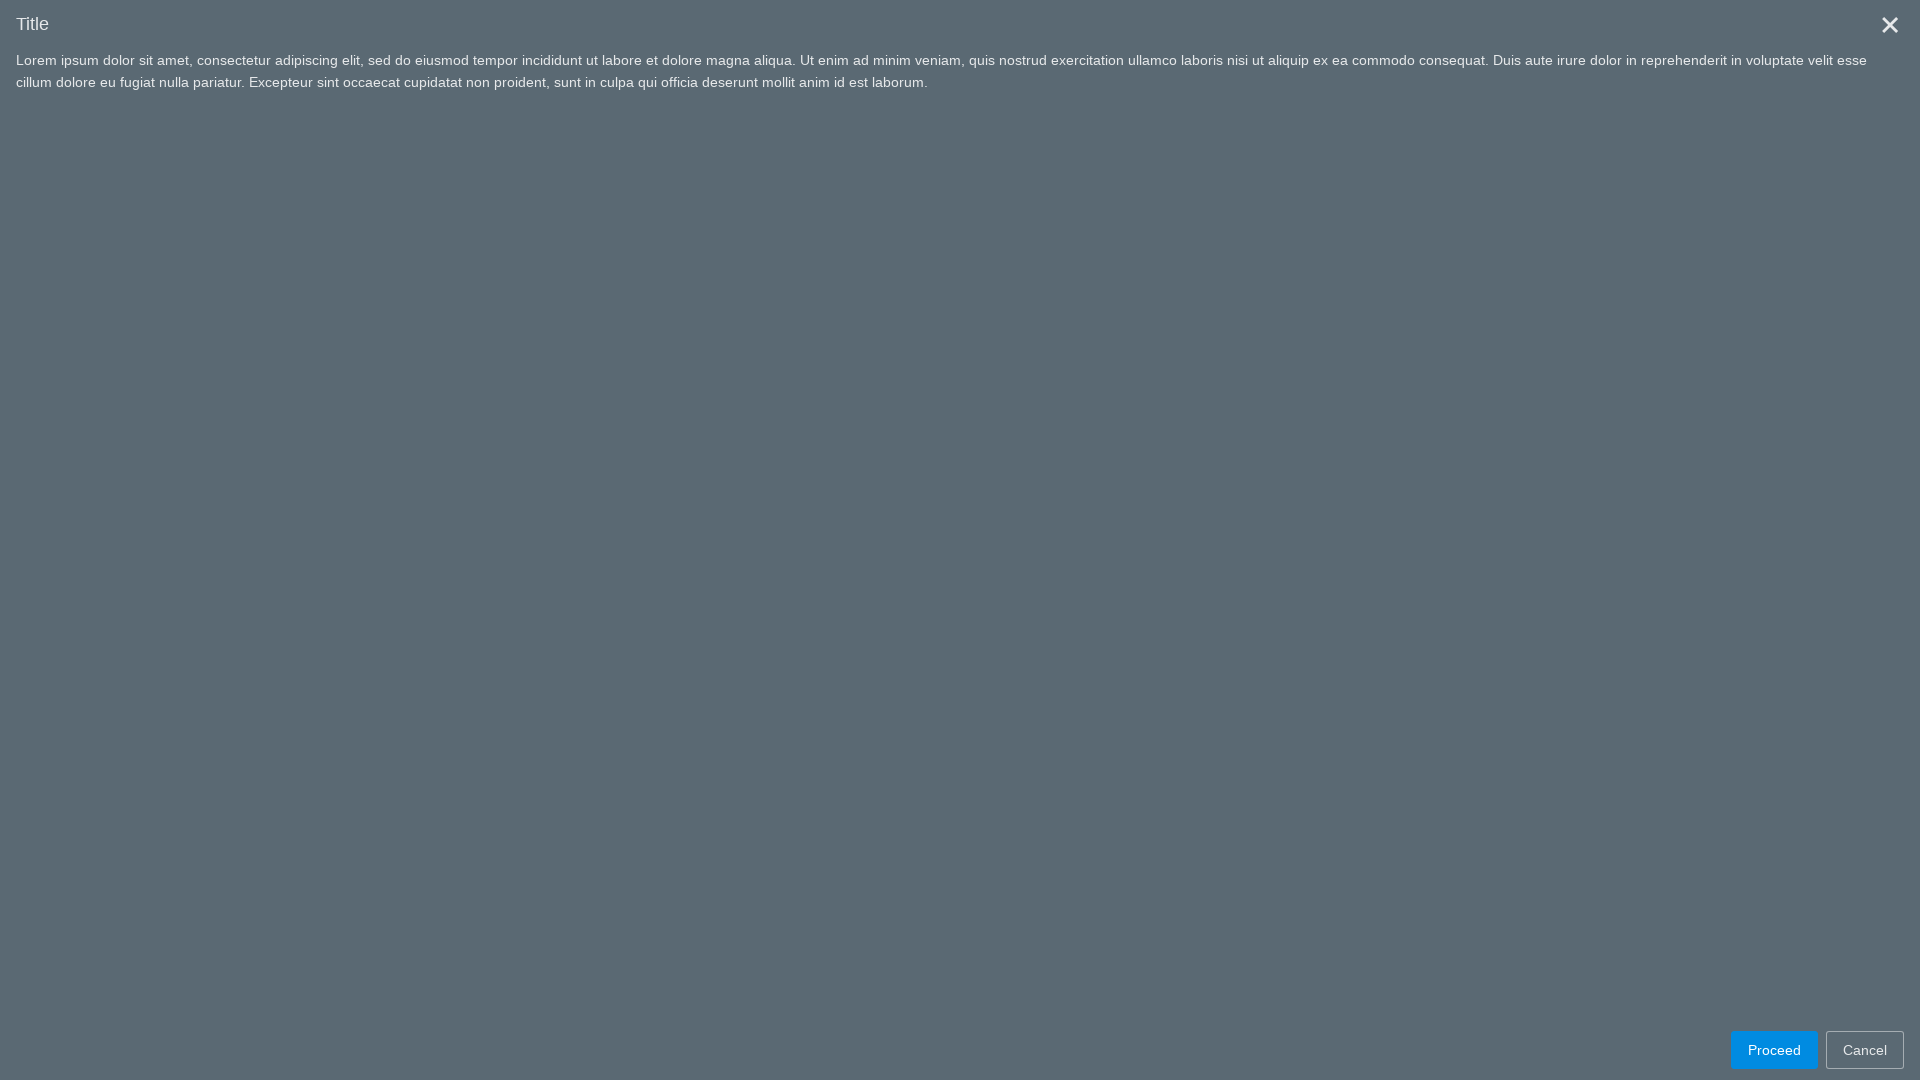 Title
Lorem ipsum dolor sit amet, consectetur adipiscing elit, sed do eiusmod tempor incididunt ut labore et dolore magna aliqua. Ut enim ad minim veniam, quis nostrud exercitation ullamco laboris nisi ut aliquip ex ea commodo consequat. Duis aute irure dolor in reprehenderit in voluptate velit esse
cillum dolore eu fugiat nulla pariatur. Excepteur sint occaecat cupidatat non proident, sunt in culpa qui officia deserunt mollit anim id est laborum.
Proceed
Cancel